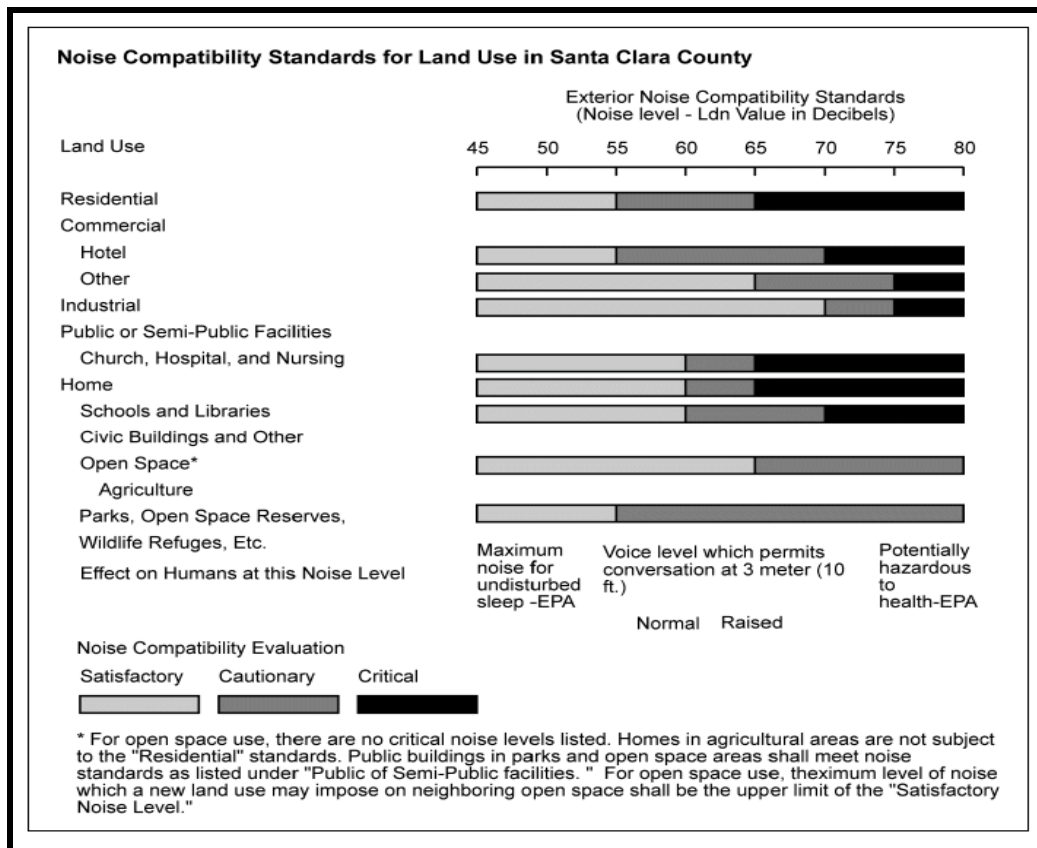 Noise Compatibility Standards for Land Use in Santa Clara County
Exterior Noise Compatibility Standards
(Noise level - Ldn Value in Decibels)
Land Use 45 50 55 60 65 70 75 80
Residential
Commercial
Hotel
Other
Industrial
Public or Semi-Public Facilities
Church, Hospital, and Nursing
Home
Schools and Libraries
Civic Buildings and Other
Open Space*
Agriculture
Parks, Open Space Reserves,
Wildlife Refuges, Etc.
Effect on Humans at this Noise Level
Maximum
noise for
undisturbed
sleep -EPA
Voice level which permits
conversation at 3 meter (10
ft.)
Normal Raised
Potentially
hazardous
to
health-EPA
Noise Compatibility Evaluation
Satisfactory Cautionary Critical
* For open space use, there are no critical noise levels listed. Homes in agricultural areas are not subject
to the "Residential" standards. Public buildings in parks and open space areas shall meet noise
standards as listed under "Public of Semi-Public facilities. " For open space use, theximum level of noise
which a new land use may impose on neighboring open space shall be the upper limit of the "Satisfactory
Noise Level."